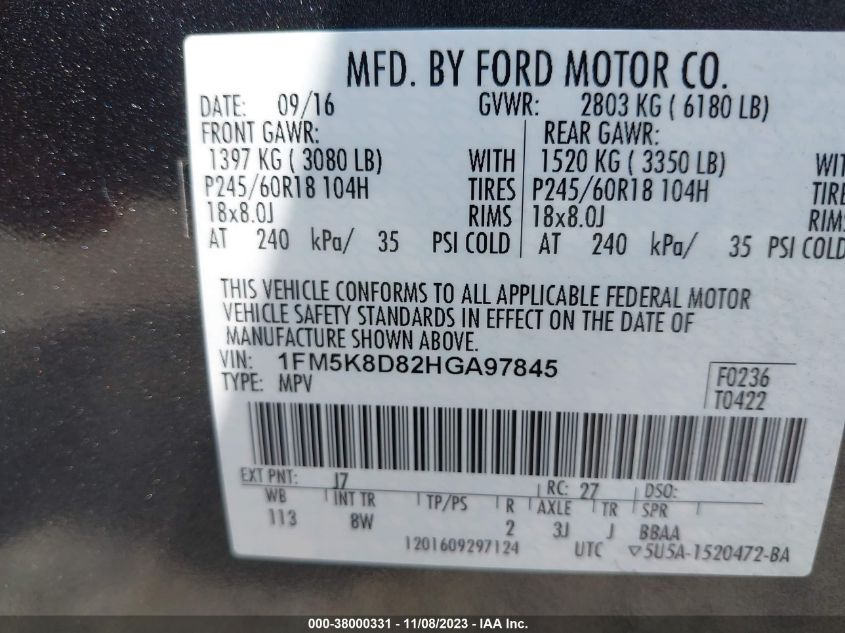 MFD. BY FORD MOTOR CO.
DATE: 09/16 GVWR: 2803 KG ( 6180 LB)
FRONT GAWR: REAR GAWR:
1397 KG ( 3080 LB) WITH 1520 KG ( 3350 LB) WIT
P245/60R18 104H TIRES P245/60R18 104H TIRE
18x8.0J RIMS 18x8.0J RIMS
AT 240 kPa/ 35 PSI COLD AT 240 kPa/ 35 PSI COLD
THIS VEHICLE CONFORMS TO ALL APPLICABLE FEDERAL MOTOR
VEHICLE SAFETY STANDARDS IN EFFECT ON THE DATE OF
MANUFACTURE SHOWN ABOVE.
VIN: 1FM5K8D82HGA97845
TYPE: MPV
F0236
T0422
EXT PNT: J7 RC: 27 DSO:
WB INT TR TP/PS R AXLE TR SPR
113 8W 2 3J J BBAA
1201609297124 UTC ▽5U5A-1520472-BA
000-38000331 - 11/08/2023 - IAA Inc.